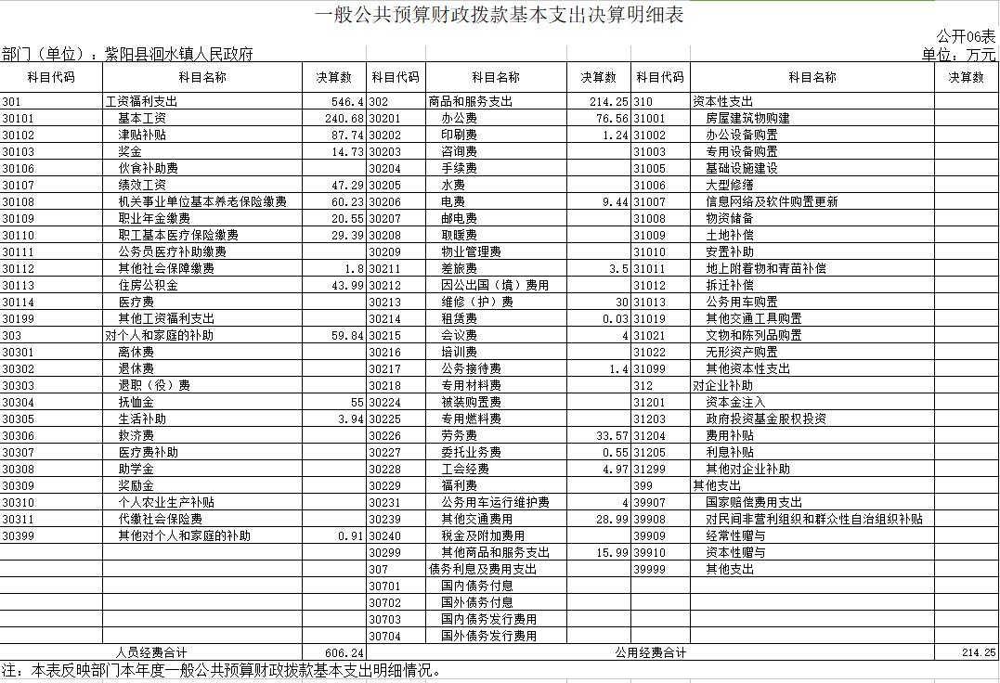 一般公共预算财政拨款基本支出决算明细表
公开06表
部门（单位）：紫阳县洄水镇人民政府 单位：万元
科目代码 科目名称 决算数 科目代码 科目名称 决算数 科目代码 科目名称 决算数
301 工资福利支出 546.4 302 商品和服务支出 214.25 310 资本性支出
30101 基本工资 240.68 30201 办公费 76.56 31001 房屋建筑物购建
30102 津贴补贴 87.74 30202 印刷费 1.24 31002 办公设备购置
30103 奖金 14.73 30203 咨询费 31003 专用设备购置
30106 伙食补助费 30204 手续费 31005 基础设施建设
30107 绩效工资 47.29 30205 水费 31006 大型修缮
30108 机关事业单位基本养老保险缴费 60.23 30206 电费 9.44 31007 信息网络及软件购置更新
30109 职业年金缴费 20.55 30207 邮电费 31008 物资储备
30110 职工基本医疗保险缴费 29.39 30208 取暖费 31009 土地补偿
30111 公务员医疗补助缴费 30209 物业管理费 31010 安置补助
30112 其他社会保障缴费 1.8 30211 差旅费 3.5 31011 地上附着物和青苗补偿
30113 住房公积金 43.99 30212 因公出国（境）费用 31012 拆迁补偿
30114 医疗费 30213 维修（护）费 30 31013 公务用车购置
30199 其他工资福利支出 30214 租赁费 0.03 31019 其他交通工具购置
303 对个人和家庭的补助 59.84 30215 会议费 4 31021 文物和陈列品购置
30301 离休费 30216 培训费 31022 无形资产购置
30302 退休费 30217 公务接待费 1.4 31099 其他资本性支出
30303 退职（役）费 30218 专用材料费 312 对企业补助
30304 抚恤金 55 30224 被装购置费 31201 资本金注入
30305 生活补助 3.94 30225 专用燃料费 31203 政府投资基金股权投资
30306 救济费 30226 劳务费 33.57 31204 费用补贴
30307 医疗费补助 30227 委托业务费 0.55 31205 利息补贴
30308 助学金 30228 工会经费 4.97 31299 其他对企业补助
30309 奖励金 30229 福利费 399 其他支出
30310 个人农业生产补贴 30231 公务用车运行维护费 4 39907 国家赔偿费用支出
30311 代缴社会保险费 30239 其他交通费用 28.99 39908 对民间非营利组织和群众性自治组织补贴
30399 其他对个人和家庭的补助 0.91 30240 税金及附加费用 39909 经常性赠与
30299 其他商品和服务支出 15.99 39910 资本性赠与
307 债务利息及费用支出 39999 其他支出
30701 国内债务付息
30702 国外债务付息
30703 国内债务发行费用
30704 国外债务发行费用
人员经费合计 606.24 公用经费合计 214.25
注：本表反映部门本年度一般公共预算财政拨款基本支出明细情况。